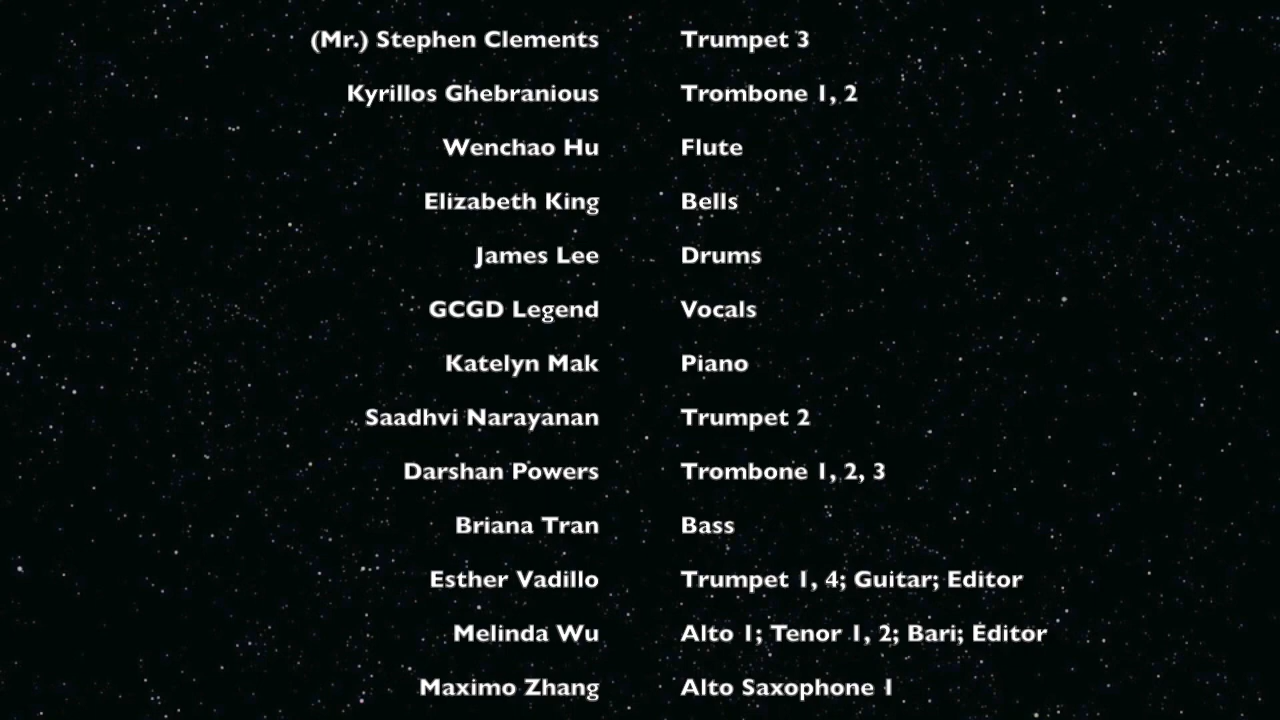 (Mr.) Stephen Clements Trumpet 3
Kyrillos Ghebranious Trombone 1, 2
Wenchao Hu Flute
Elizabeth King Bells
James Lee Drums
GCGD Legend Vocals
Katelyn Mak Piano
Saadhvi Narayanan Trumpet 2
Darshan Powers Trombone 1, 2, 3
Briana Tran Bass
Esther Vadillo Trumpet 1, 4; Guitar; Editor
Melinda Wu Alto 1; Tenor 1, 2; Bari; Editor
Maximo Zhang Alto Saxophone 1